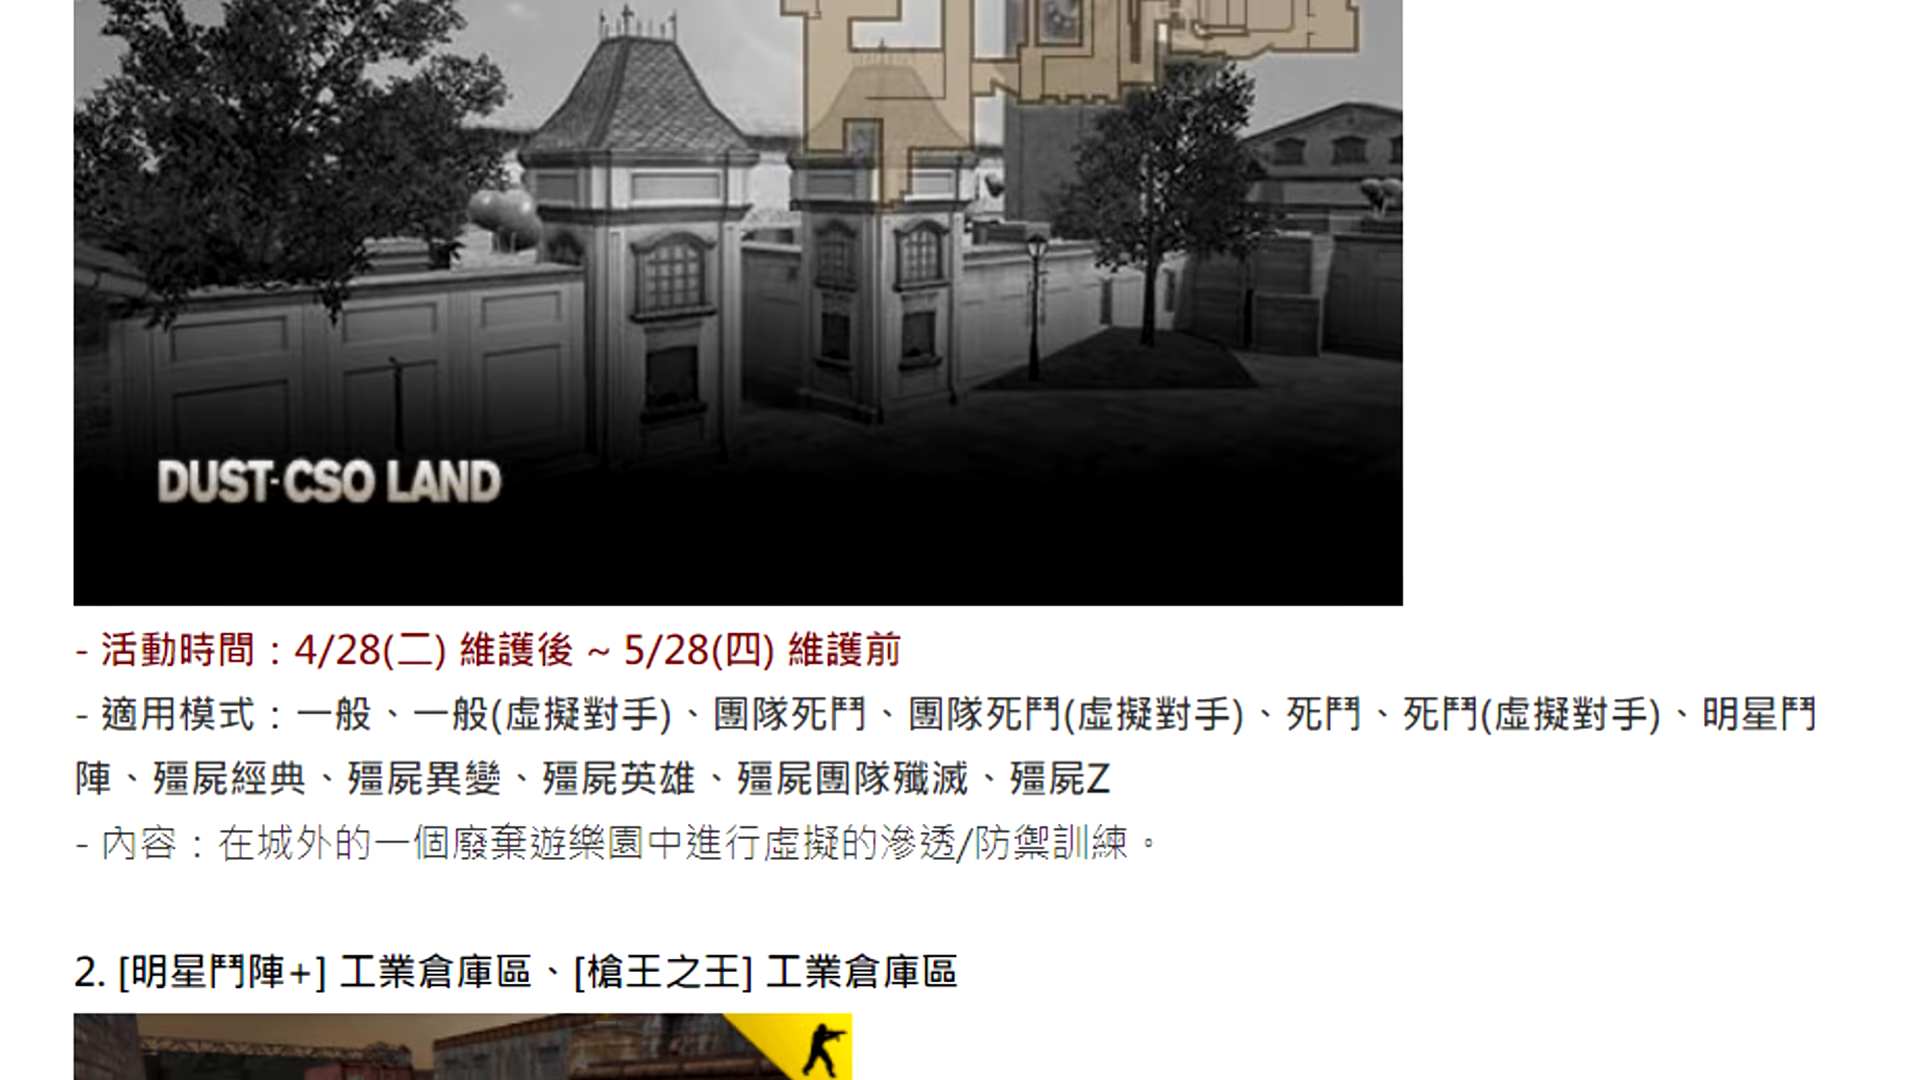 DUST-CSO LAND
- 活動時間：4/28(二) 維護後 ~ 5/28(四) 維護前
- 適用模式：一般、一般(虛擬對手)、團隊死鬥、團隊死鬥(虛擬對手)、死鬥、死鬥(虛擬對手)、明星鬥
陣、殭屍經典、殭屍異變、殭屍英雄、殭屍團隊殲滅、殭屍Z
- 內容：在城外的一個廢棄遊樂園中進行虛擬的滲透/防禦訓練。
2. [明星鬥陣+] 工業倉庫區、[槍王之王] 工業倉庫區